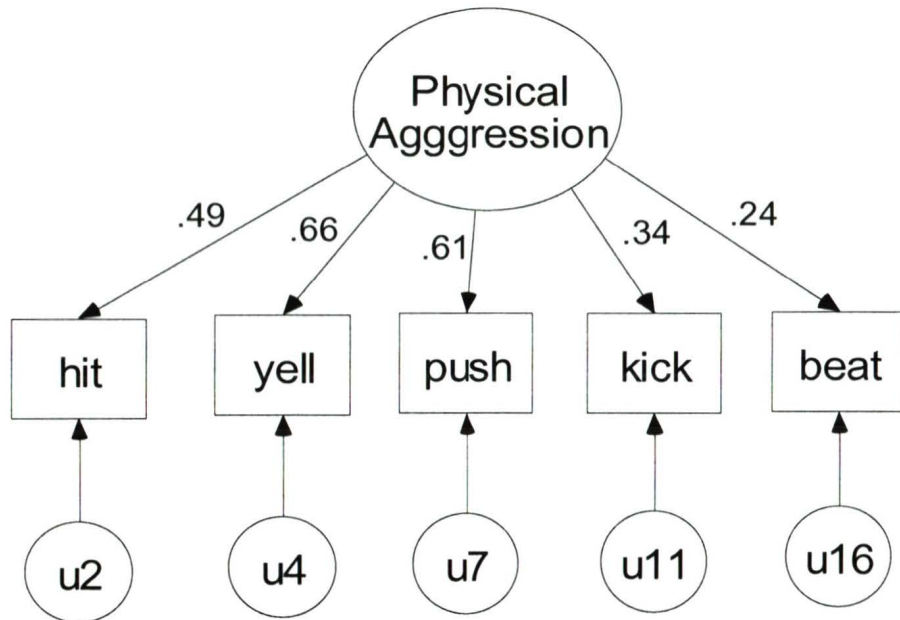 Physical
Agggression
.49
.66
.61
.34
.24
hit
yell
push
kick
beat
u2
u4
u7
u11
u16